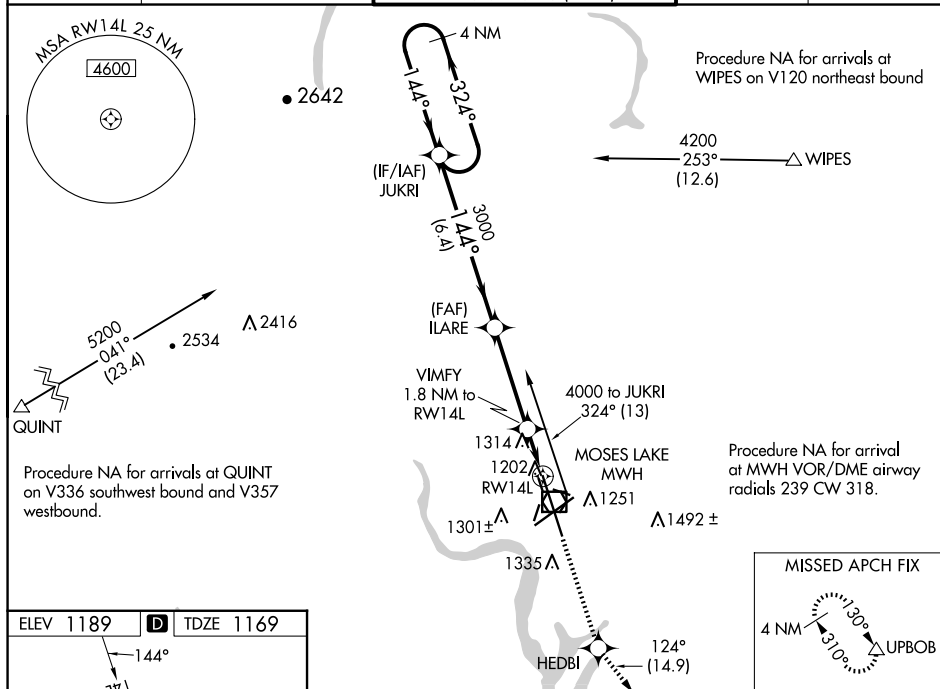 MSA RW14L 25 NM
4600
2642
4 NM
144°
324°
Procedure NA for arrivals at
WIPES on V120 northeast bound
4200
253°
(12.6)
WIPES
(IF/IAF)
JUKRI
3000
144°
(6.4)
5200
041°
(23.4)
2534
2416
QUINT
(FAF)
ILARE
VIMFY
1.8 NM to
RW14L
4000 to JUKRI
324° (13)
1314
1202
RW14L
MOSES LAKE
MWH
1251
1301±
1492 ±
1335
Procedure NA for arrivals at QUINT
on V336 southwest bound and V357
westbound.
Procedure NA for arrival
at MWH VOR/DME airway
radials 239 CW 318.
MISSED APCH FIX
4 NM
130°
310°
UPBOB
HEDBI
124°
(14.9)
ELEV 1189 D TDZE 1169
144°